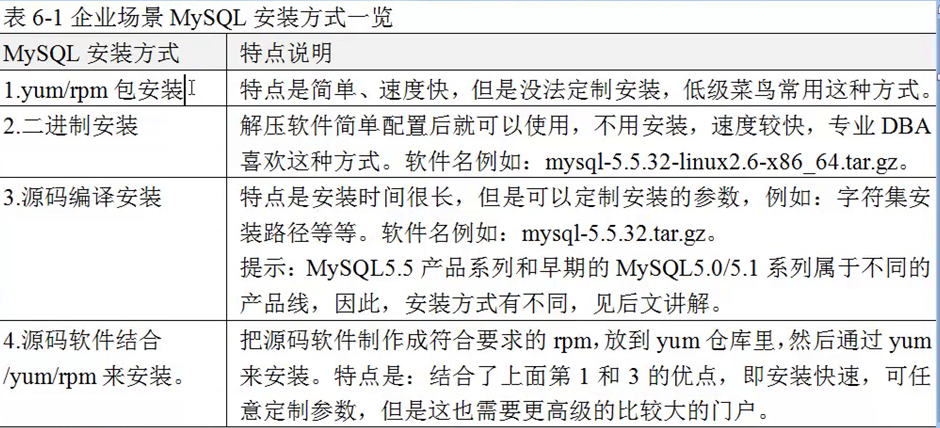 表 6-1 企业场景 MySQL 安装方式一览
MySQL 安装方式
特点说明
1.yum/rpm 包安装
特点是简单、速度快，但是没法定制安装，低级菜鸟常用这种方式。
2.二进制安装
解压软件简单配置后就可以使用，不用安装，速度较快，专业 DBA
喜欢这种方式。软件名例如：mysql-5.5.32-linux2.6-x86_64.tar.gz。
3.源码编译安装
特点是安装时间很长，但是可以定制安装的参数，例如：字符集安
装路径等等。软件名例如：mysql-5.5.32.tar.gz。
提示：MySQL5.5 产品系列和早期的 MySQL5.0/5.1 系列属于不同的
产品线，因此，安装方式有不同，见后文讲解。
4.源码软件结合
/yum/rpm 来安装。
把源码软件制作成符合要求的 rpm，放到 yum 仓库里，然后通过 yum
来安装。特点是：结合了上面第 1 和 3 的优点，即安装快速，可任
意定制参数，但是这也需要更高级的比较大的门户。